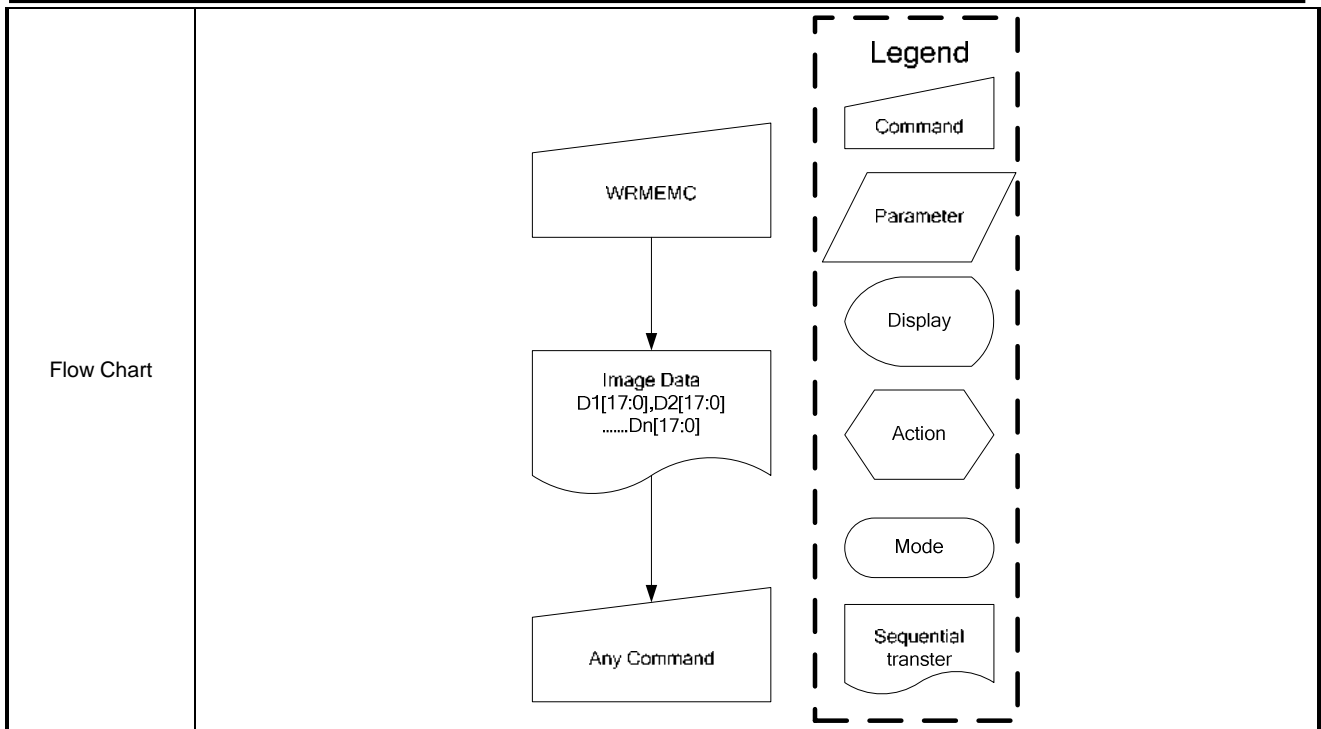 Flow Chart
WRMEMC
Image Data
D1[17:0],D2[17:0]
.......Dn[17:0]
Any Command
Legend
Command
Parameter
Display
Action
Mode
Sequential
transter